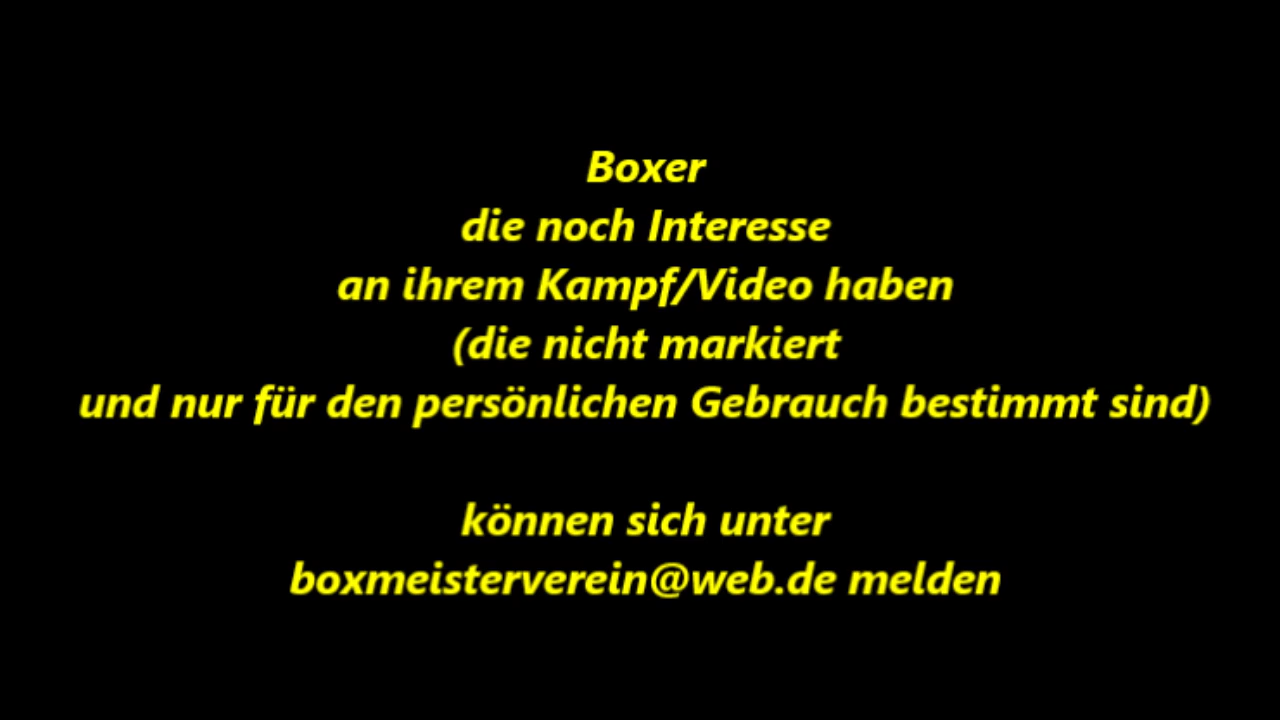 Boxer
die noch Interesse
an ihrem Kampf/Video haben
(die nicht markiert
und nur für den persönlichen Gebrauch bestimmt sind)
können sich unter
boxmeisterverein@web.de melden